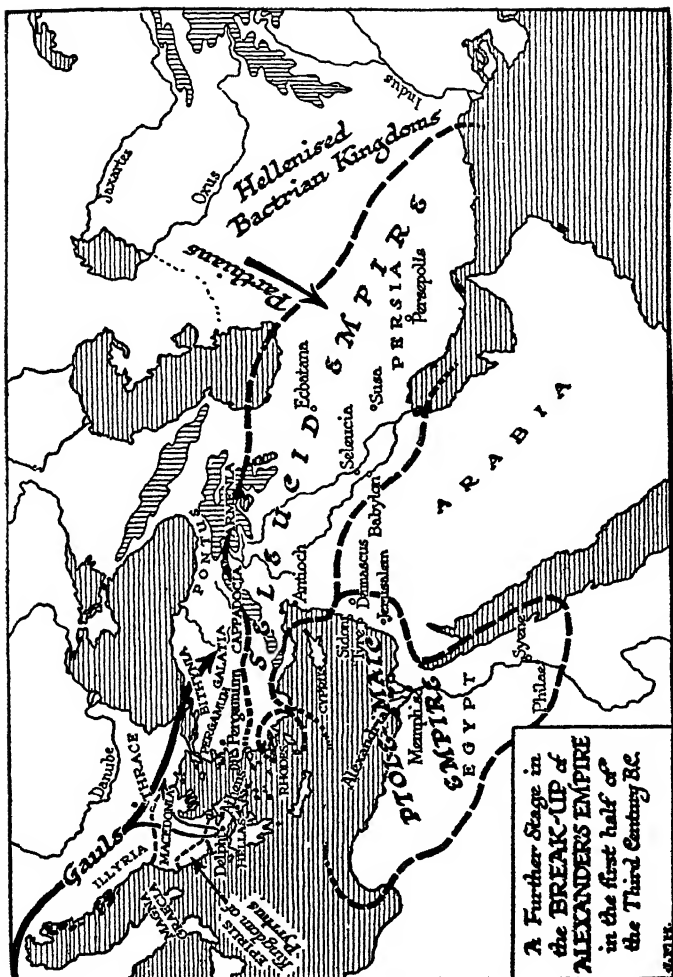 A Further Stage in
the BREAK-UP of
ALEXANDER'S EMPIRE
in the first half of
the Third Century B.C.
Jaxartes
Oxus
Indus
Hellenised
Bactrian Kingdoms
Parthians
SELEUCID EMPIRE
PERSIA
Persepolis
Ecbatana
Susa
Seleucia
Babylon
ARABIA
ARMENIA
PONTUS
CAPPADOCIA
GALATIA
BITHYNIA
PERGAMUM
Pergamum
Antioch
Damascus
Jerusalem
Sidon
Tyre
CYPRUS
RHODES
Danube
THRACE
Gauls
ILLYRIA
MACEDONIA
Delphi
HELLAS
MAGNA
GRAECIA
EPIRUS
Kingdom of
Pyrrhus
Alexandria
PTOLEMAIC
EMPIRE
Memphis
EGYPT
Syene
Philae